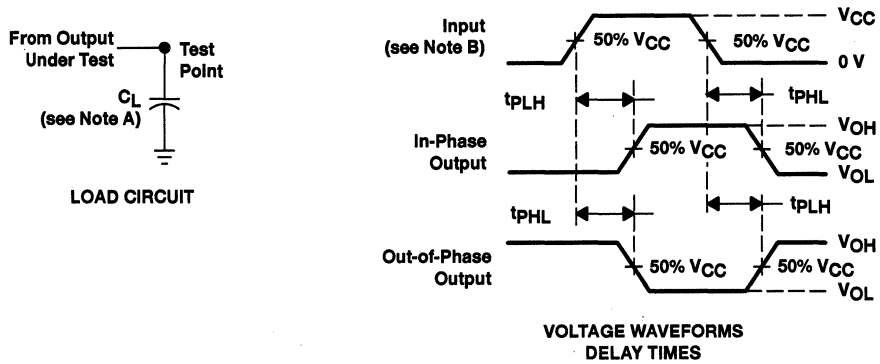 From Output
Under Test
Test
Point
CL
(see Note A)
LOAD CIRCUIT
Input
(see Note B)
50% VCC
50% VCC
VCC
0 V
tPLH
tPHL
In-Phase
Output
50% VCC
50% VCC
VOH
VOL
tPHL
tPLH
Out-of-Phase
Output
50% VCC
50% VCC
VOH
VOL
VOLTAGE WAVEFORMS
DELAY TIMES